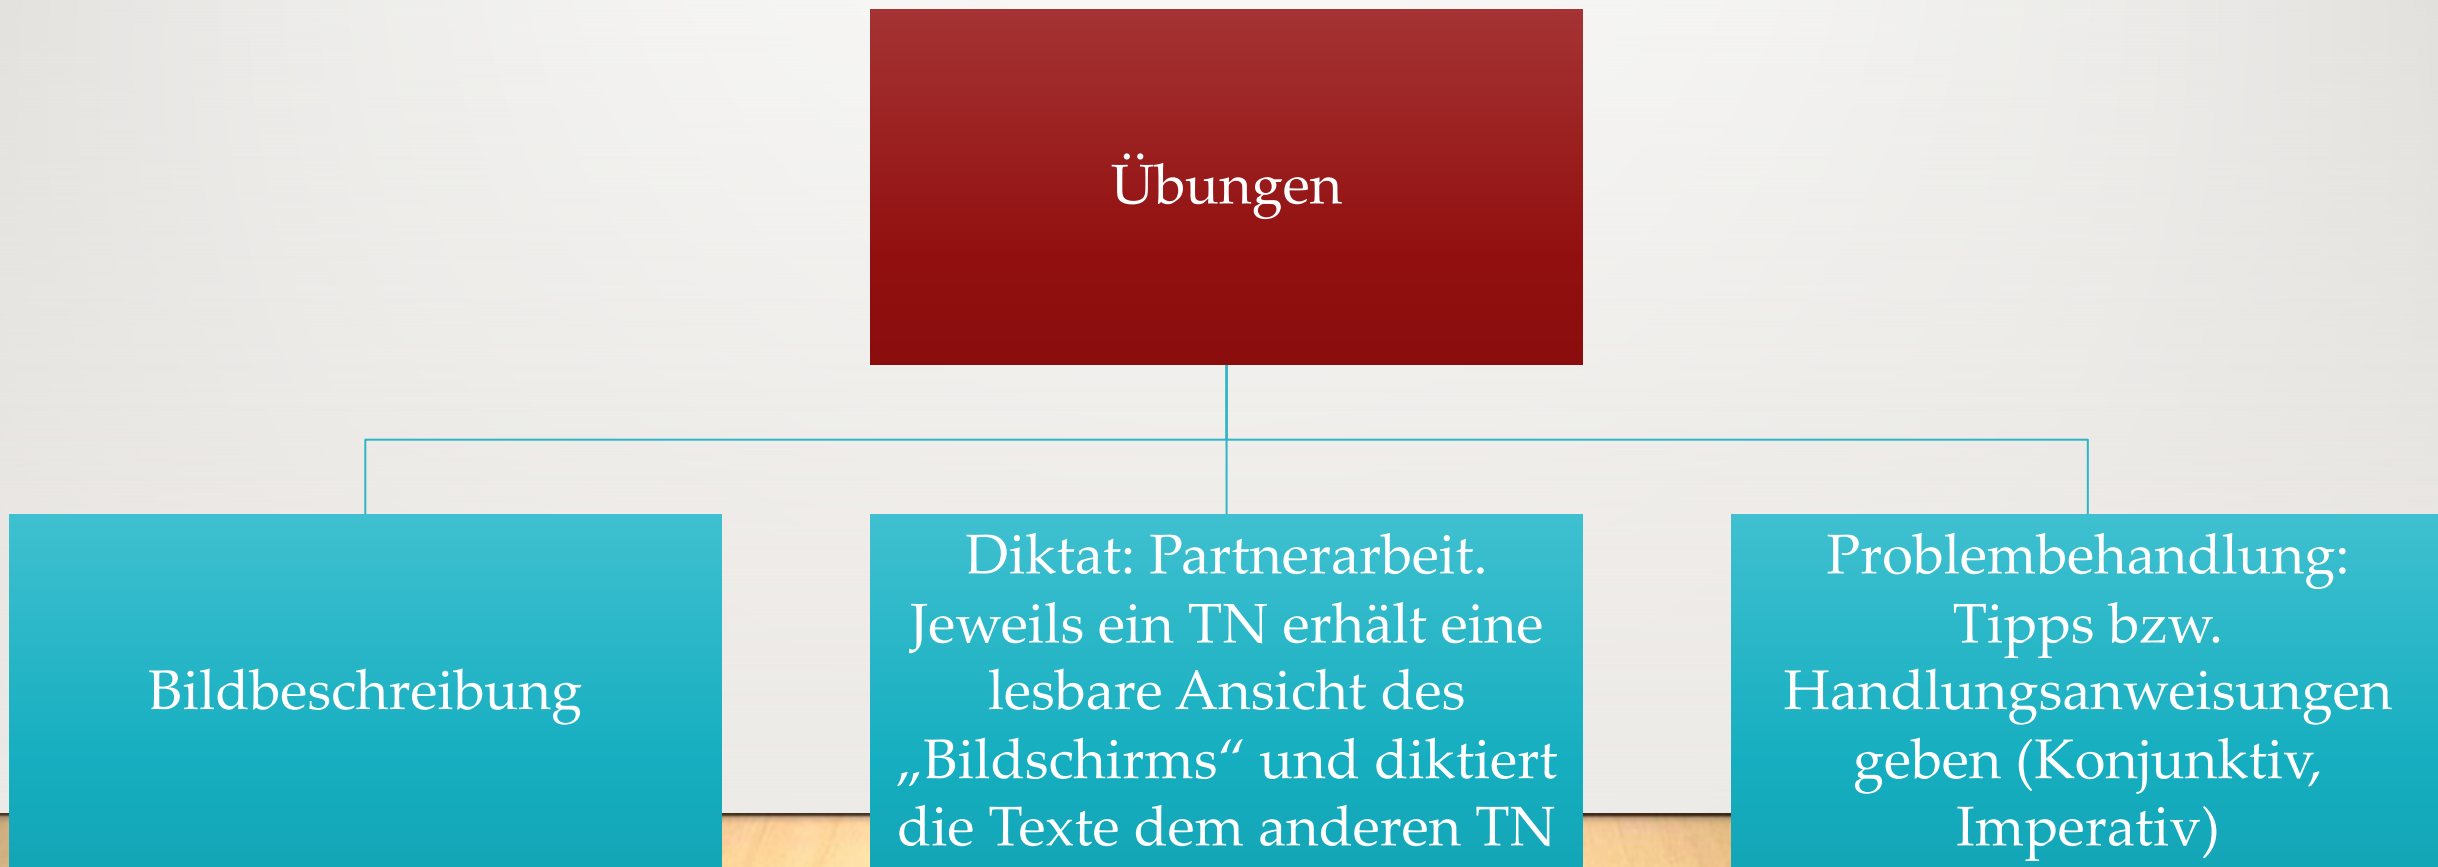 Übungen
Bildbeschreibung
Diktat: Partnerarbeit.
Jeweils ein TN erhält eine
lesbare Ansicht des
„Bildschirms“ und diktiert
die Texte dem anderen TN
Problembehandlung:
Tipps bzw.
Handlungsanweisungen
geben (Konjunktiv,
Imperativ)